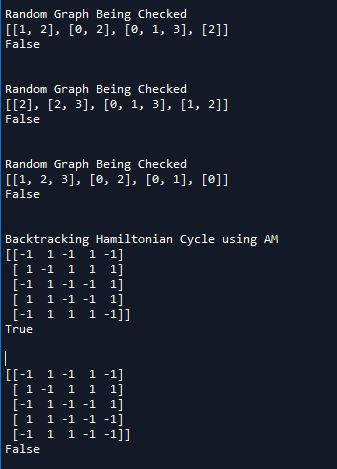 Random Graph Being Checked
[[1, 2], [0, 2], [0, 1, 3], [2]]
False
Random Graph Being Checked
[[2], [2, 3], [0, 1, 3], [1, 2]]
False
Random Graph Being Checked
[[1, 2, 3], [0, 2], [0, 1], [0]]
False
Backtracking Hamiltonian Cycle using AM
[[-1  1 -1  1 -1]
 [ 1 -1  1  1  1]
 [-1  1 -1 -1  1]
 [ 1  1 -1 -1  1]
 [-1  1  1  1 -1]]
True
[[-1  1 -1  1 -1]
 [ 1 -1  1  1  1]
 [-1  1 -1 -1  1]
 [ 1  1 -1 -1 -1]
 [-1  1  1 -1 -1]]
False